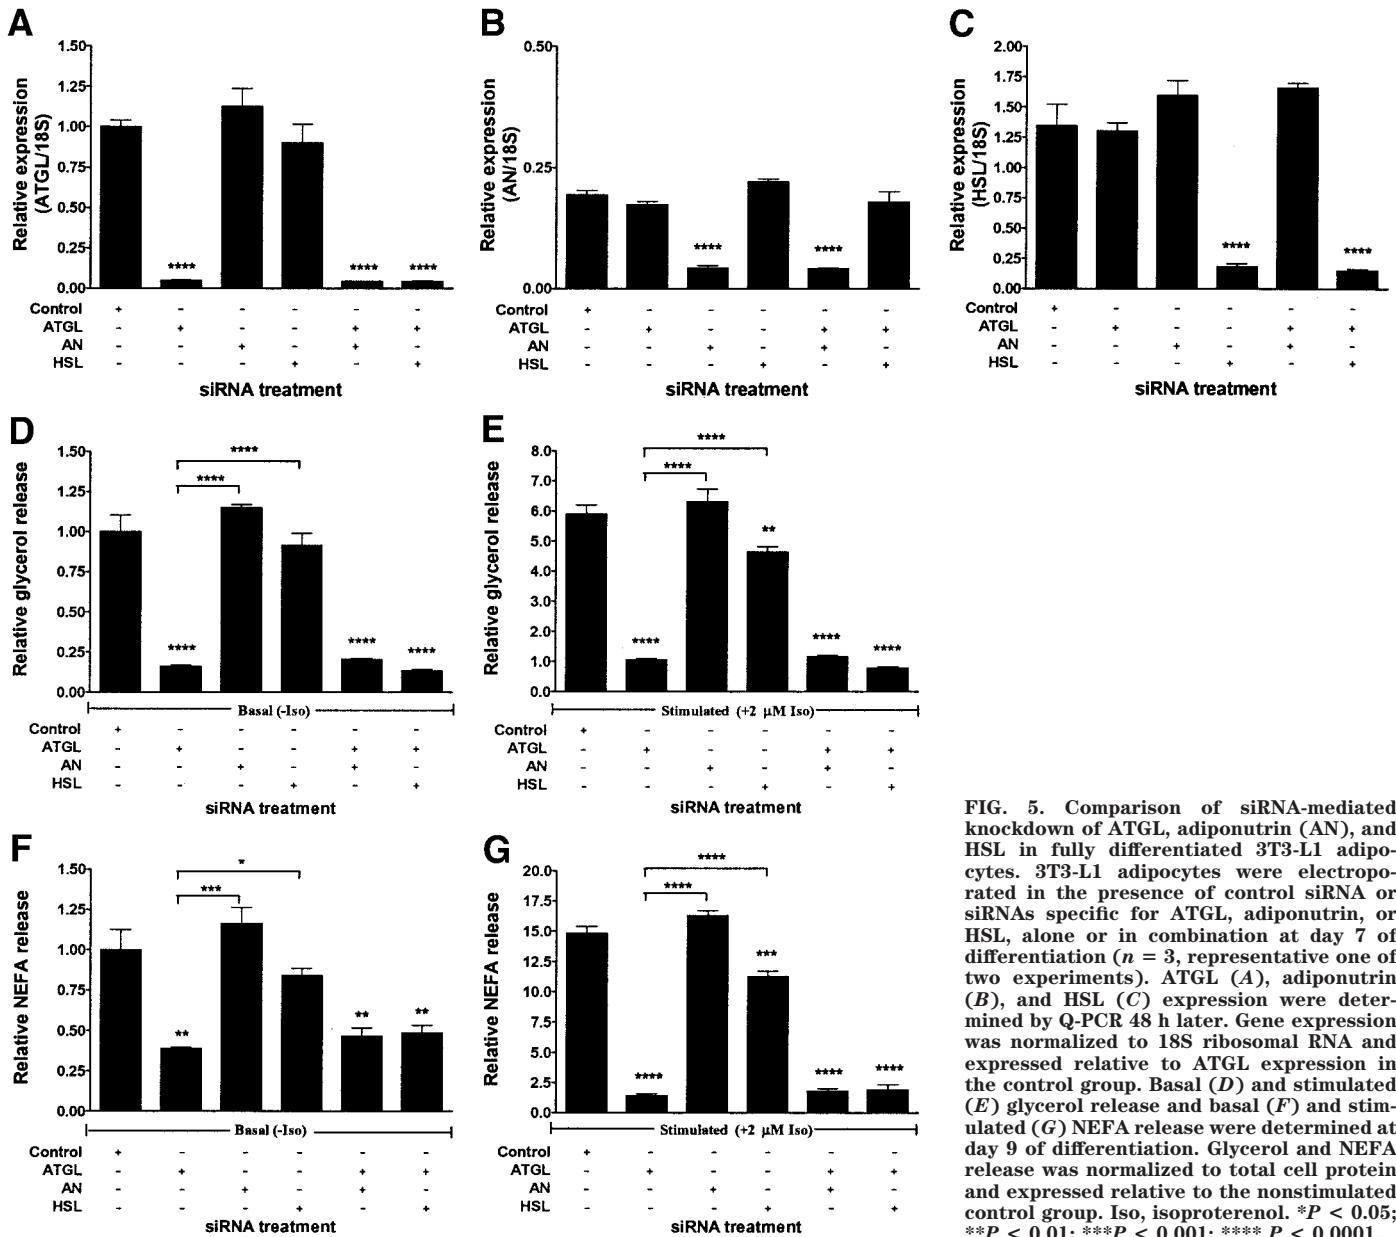 A
Relative expression
(ATGL/18S)
1.50
1.25
1.00
0.75
0.50
0.25
0.00
**** **** ****
Control + - - - - -
ATGL - + - - + +
AN - - + - + -
HSL - - - + - +
siRNA treatment
B
Relative expression
(AN/18S)
0.50
0.25
0.00
**** ****
Control + - - - - -
ATGL - + - - + +
AN - - + - + -
HSL - - - + - +
siRNA treatment
C
Relative expression
(HSL/18S)
2.00
1.75
1.50
1.25
1.00
0.75
0.50
0.25
0.00
**** ****
Control + - - - - -
ATGL - + - - + +
AN - - + - + -
HSL - - - + - +
siRNA treatment
D
Relative glycerol release
1.50
1.25
1.00
0.75
0.50
0.25
0.00
****
****
**** **** ****
Basal (-Iso)
Control + - - - - -
ATGL - + - - + +
AN - - + - + -
HSL - - - + - +
siRNA treatment
E
Relative glycerol release
8.0
7.0
6.0
5.0
4.0
3.0
2.0
1.0
0.0
****
****
**
**** **** ****
Stimulated (+2 µM Iso)
Control + - - - - -
ATGL - + - - + +
AN - - + - + -
HSL - - - + - +
siRNA treatment
F
Relative NEFA release
1.50
1.25
1.00
0.75
0.50
0.25
0.00
*
***
** ** **
Basal (-Iso)
Control + - - - - -
ATGL - + - - + +
AN - - + - + -
HSL - - - + - +
siRNA treatment
G
Relative NEFA release
20.0
17.5
15.0
12.5
10.0
7.5
5.0
2.5
0.0
****
****
***
**** **** ****
Stimulated (+2 µM Iso)
Control + - - - - -
ATGL - + - - + +
AN - - + - + -
HSL - - - + - +
siRNA treatment
FIG. 5. Comparison of siRNA-mediated
knockdown of ATGL, adiponutrin (AN), and
HSL in fully differentiated 3T3-L1 adipo-
cytes. 3T3-L1 adipocytes were electropo-
rated in the presence of control siRNA or
siRNAs specific for ATGL, adiponutrin, or
HSL, alone or in combination at day 7 of
differentiation (n = 3, representative one of
two experiments). ATGL (A), adiponutrin
(B), and HSL (C) expression were deter-
mined by Q-PCR 48 h later. Gene expression
was normalized to 18S ribosomal RNA and
expressed relative to ATGL expression in
the control group. Basal (D) and stimulated
(E) glycerol release and basal (F) and stim-
ulated (G) NEFA release were determined at
day 9 of differentiation. Glycerol and NEFA
release was normalized to total cell protein
and expressed relative to the nonstimulated
control group. Iso, isoproterenol. *P < 0.05;
**P < 0.01; ***P < 0.001; **** P < 0.0001.